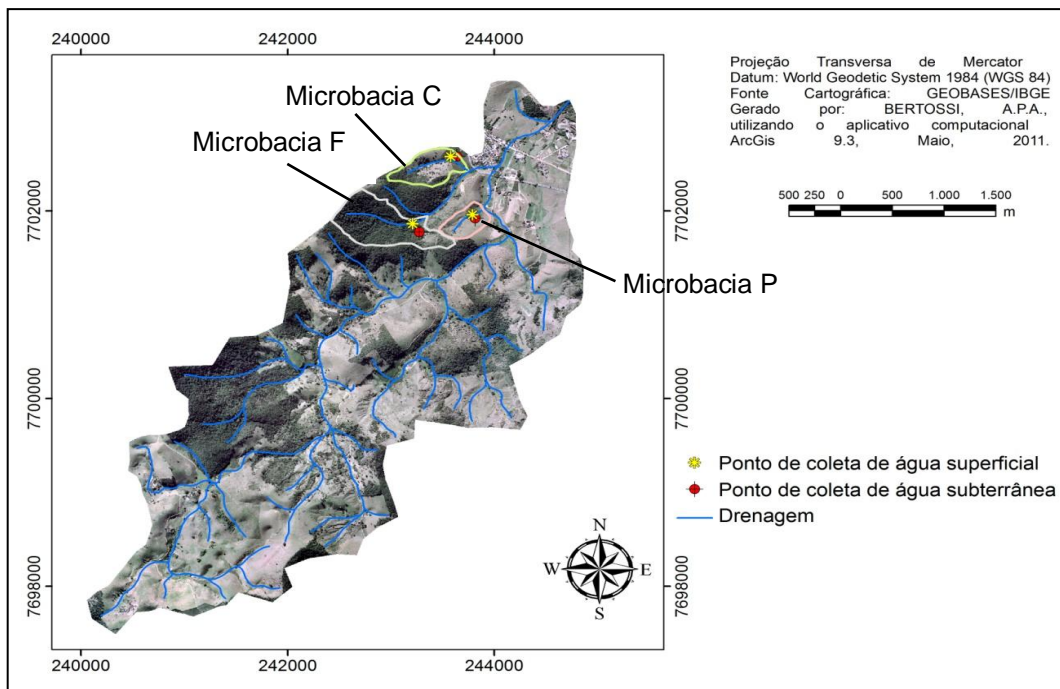 240000 242000 244000
Projeção Transversa de Mercator
Datum: World Geodetic System 1984 (WGS 84)
Fonte Cartográfica: GEOBASES/IBGE
Gerado por: BERTOSSI, A.P.A.,
utilizando o aplicativo computacional
ArcGis 9.3, Maio, 2011.
Microbacia C
Microbacia F
500 250 0 500 1.000 1.500
m
7702000 7702000
Microbacia P
7700000 7700000
Ponto de coleta de água superficial
Ponto de coleta de água subterrânea
Drenagem
N
W E
S
7698000 7698000
240000 242000 244000